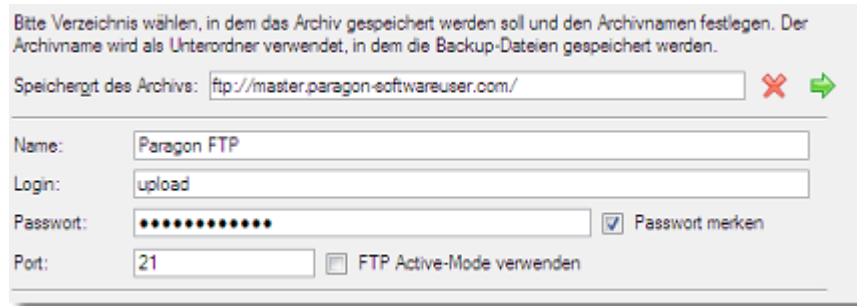 Bitte Verzeichnis wählen, in dem das Archiv gespeichert werden soll und den Archivnamen festlegen. Der
Archivname wird als Unterordner verwendet, in dem die Backup-Dateien gespeichert werden.
Speicherort des Archivs: ftp://master.paragon-softwareuser.com/
Name: Paragon FTP
Login: upload
Passwort: •••••••••••• Passwort merken
Port: 21 FTP Active-Mode verwenden